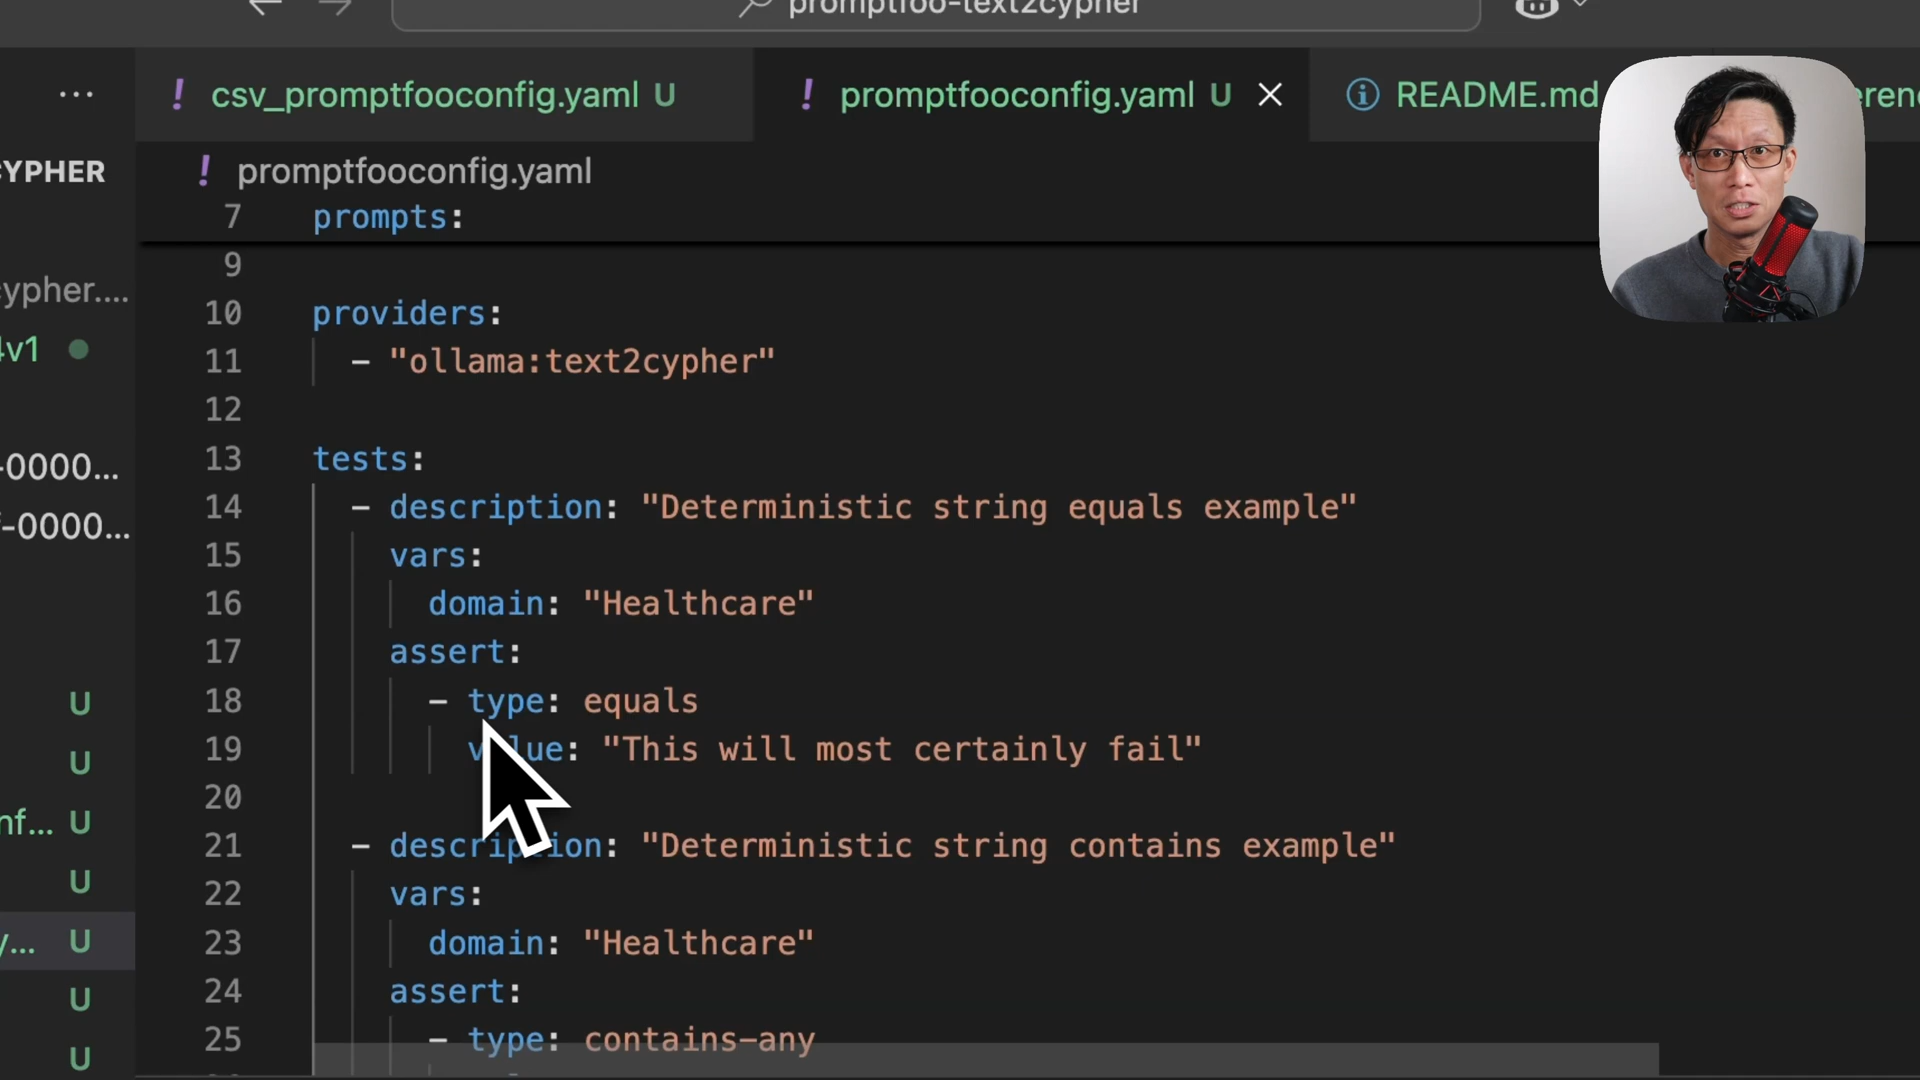 promptfoo-text2cypher
csv_promptfooconfig.yaml U
promptfooconfig.yaml U
README.md
CYPHER
promptfooconfig.yaml
7 prompts:
9
10 providers:
11 - "ollama:text2cypher"
12
13 tests:
14 - description: "Deterministic string equals example"
15 vars:
16 domain: "Healthcare"
17 assert:
18 - type: equals
19 value: "This will most certainly fail"
20
21 - description: "Deterministic string contains example"
22 vars:
23 domain: "Healthcare"
24 assert:
25 - type: contains-any
cypher....
v1
-0000...
-0000...
U
U
nf... U
U
y... U
U
U